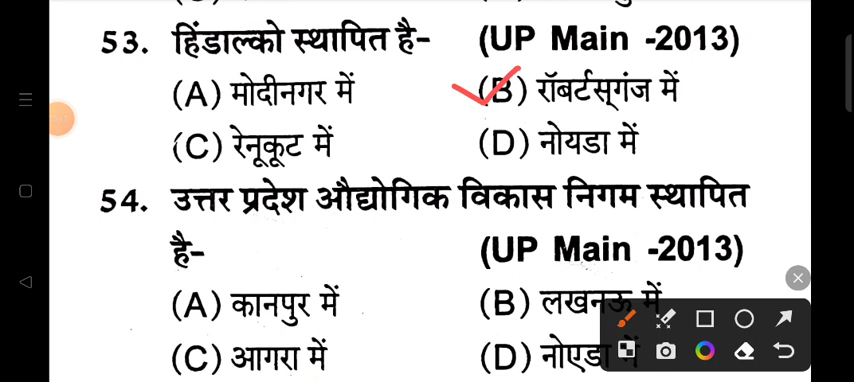 53. हिंडाल्को स्थापित है- (UP Main -2013)
(A) मोदीनगर में (B) रॉबर्ट्स्गंज में
(C) रेनूकूट में (D) नोयडा में
54. उत्तर प्रदेश औद्योगिक विकास निगम स्थापित
है- (UP Main -2013)
(A) कानपुर में (B) लखनऊ में
(C) आगरा में (D) नोएडा में